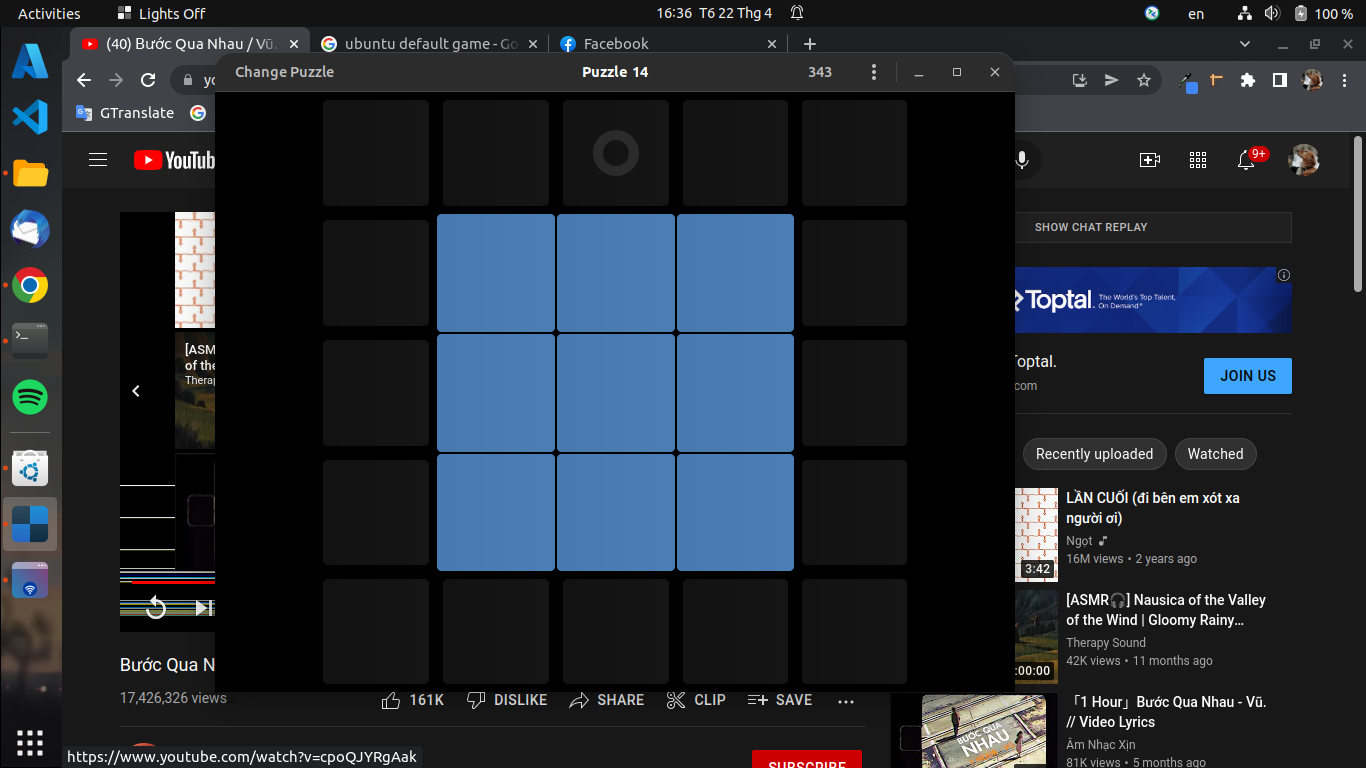 Activities
Lights Off
16:36 T6 22 Thg 4
en
100 %
(40) Bước Qua Nhau / Vũ.
ubuntu default game - Go
Facebook
GTranslate
Change Puzzle
Puzzle 14
343
9+
SHOW CHAT REPLAY
[ASM
of the
Therapy
Toptal
The World's Top Talent,
On Demand
Toptal.
.com
JOIN US
Recently uploaded
Watched
LẦN CUỐI (đi bên em xót xa
người ơi)
Ngọt
16M views • 2 years ago
3:42
[ASMR🎧] Nausica of the Valley
of the Wind | Gloomy Rainy...
Therapy Sound
42K views • 11 months ago
:00:00
Bước Qua N
17,426,326 views
161K
DISLIKE
SHARE
CLIP
SAVE
「1 Hour」Bước Qua Nhau - Vũ.
// Video Lyrics
Âm Nhạc Xịn
81K views • 5 months ago
BƯỚC QUA
NHAU
SUBSCRIBE
https://www.youtube.com/watch?v=cpoQJYRgAak